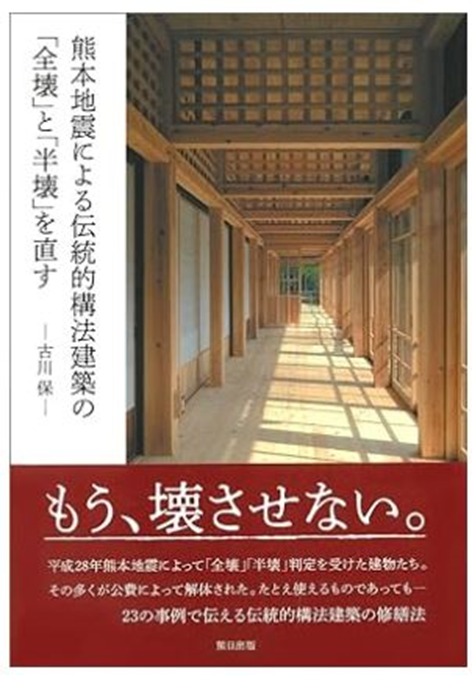 熊本地震による伝統的構法建築の
「全壊」と「半壊」を直す
―古川 保―
もう、壊させない。
平成28年熊本地震によって「全壊」「半壊」判定を受けた建物たち。
その多くが公費によって解体された。たとえ使えるものであっても―
23の事例で伝える伝統的構法建築の修繕法
熊日出版